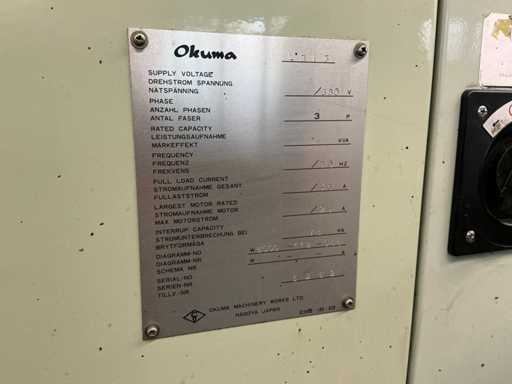 Okuma
SUPPLY VOLTAGE
DREHSTROM SPANNUNG
NÄTSPÄNNING V
PHASE
ANZAHL PHASEN
ANTAL FASER 3 P
RATED CAPACITY
LEISTUNGSAUFNAHME
MÄRKEFFEKT KVA
FREQUENCY
FREQUENZ
FREKVENS HZ
FULL LOAD CURRENT
STROMAUFNAHME GESAMT
FULLASTSTROM A
LARGEST MOTOR RATED
STROMAUFNAHME MOTOR
MAX MOTORSTROM A
INTERRUP. CAPACITY
STROMUNTERBRECHUNG BEI KA
BRYTFÖRMÅGA
DIAGRAMM-NO
DIAGRAMM-NR
SCHEMA NR.
SERIAL-NO
SERIEN-NR.
TILLV.-NR.
OKUMA MACHINERY WORKS LTD.
NAGOYA JAPAN